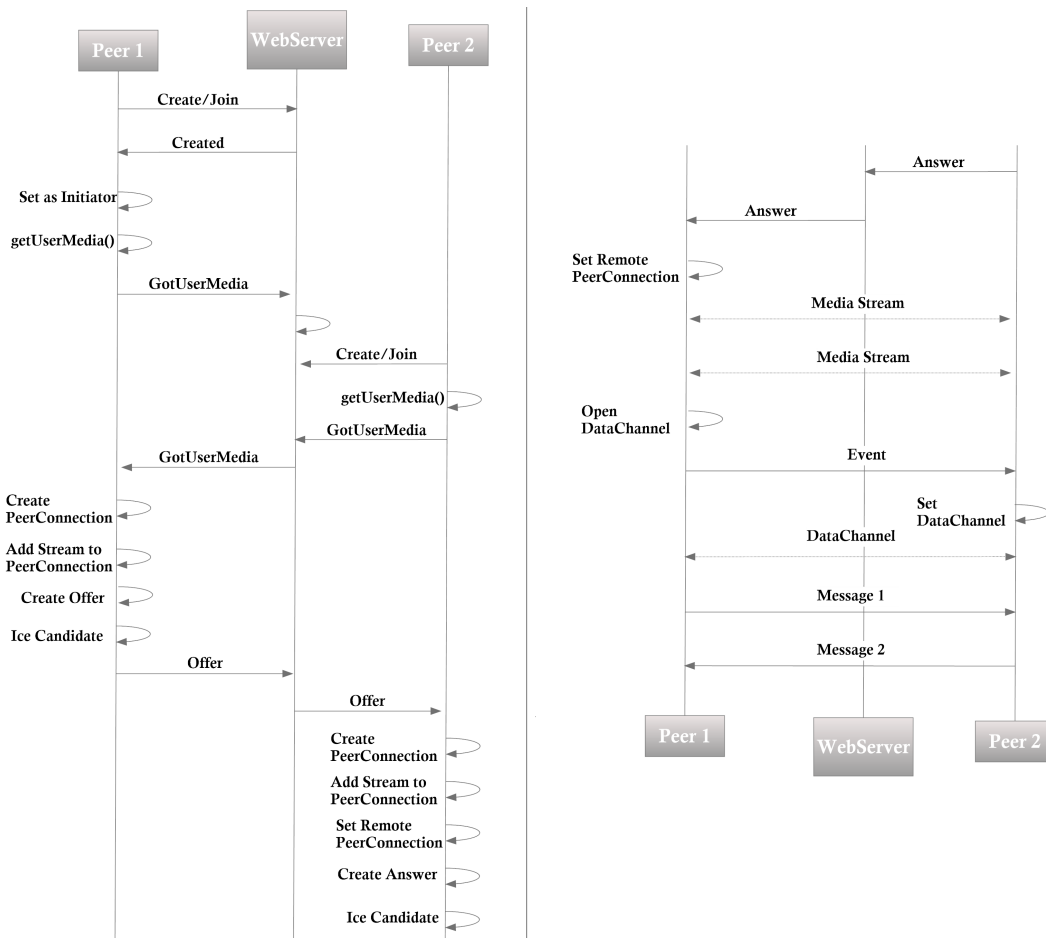 Peer 1
WebServer
Peer 2
Create/Join
Created
Set as Initiator
getUserMedia()
GotUserMedia
Create/Join
getUserMedia()
GotUserMedia
GotUserMedia
Create
PeerConnection
Add Stream to
PeerConnection
Create Offer
Ice Candidate
Offer
Offer
Create
PeerConnection
Add Stream to
PeerConnection
Set Remote
PeerConnection
Create Answer
Ice Candidate
Answer
Answer
Set Remote
PeerConnection
Media Stream
Media Stream
Open
DataChannel
Event
Set
DataChannel
DataChannel
Message 1
Message 2
Peer 1
WebServer
Peer 2